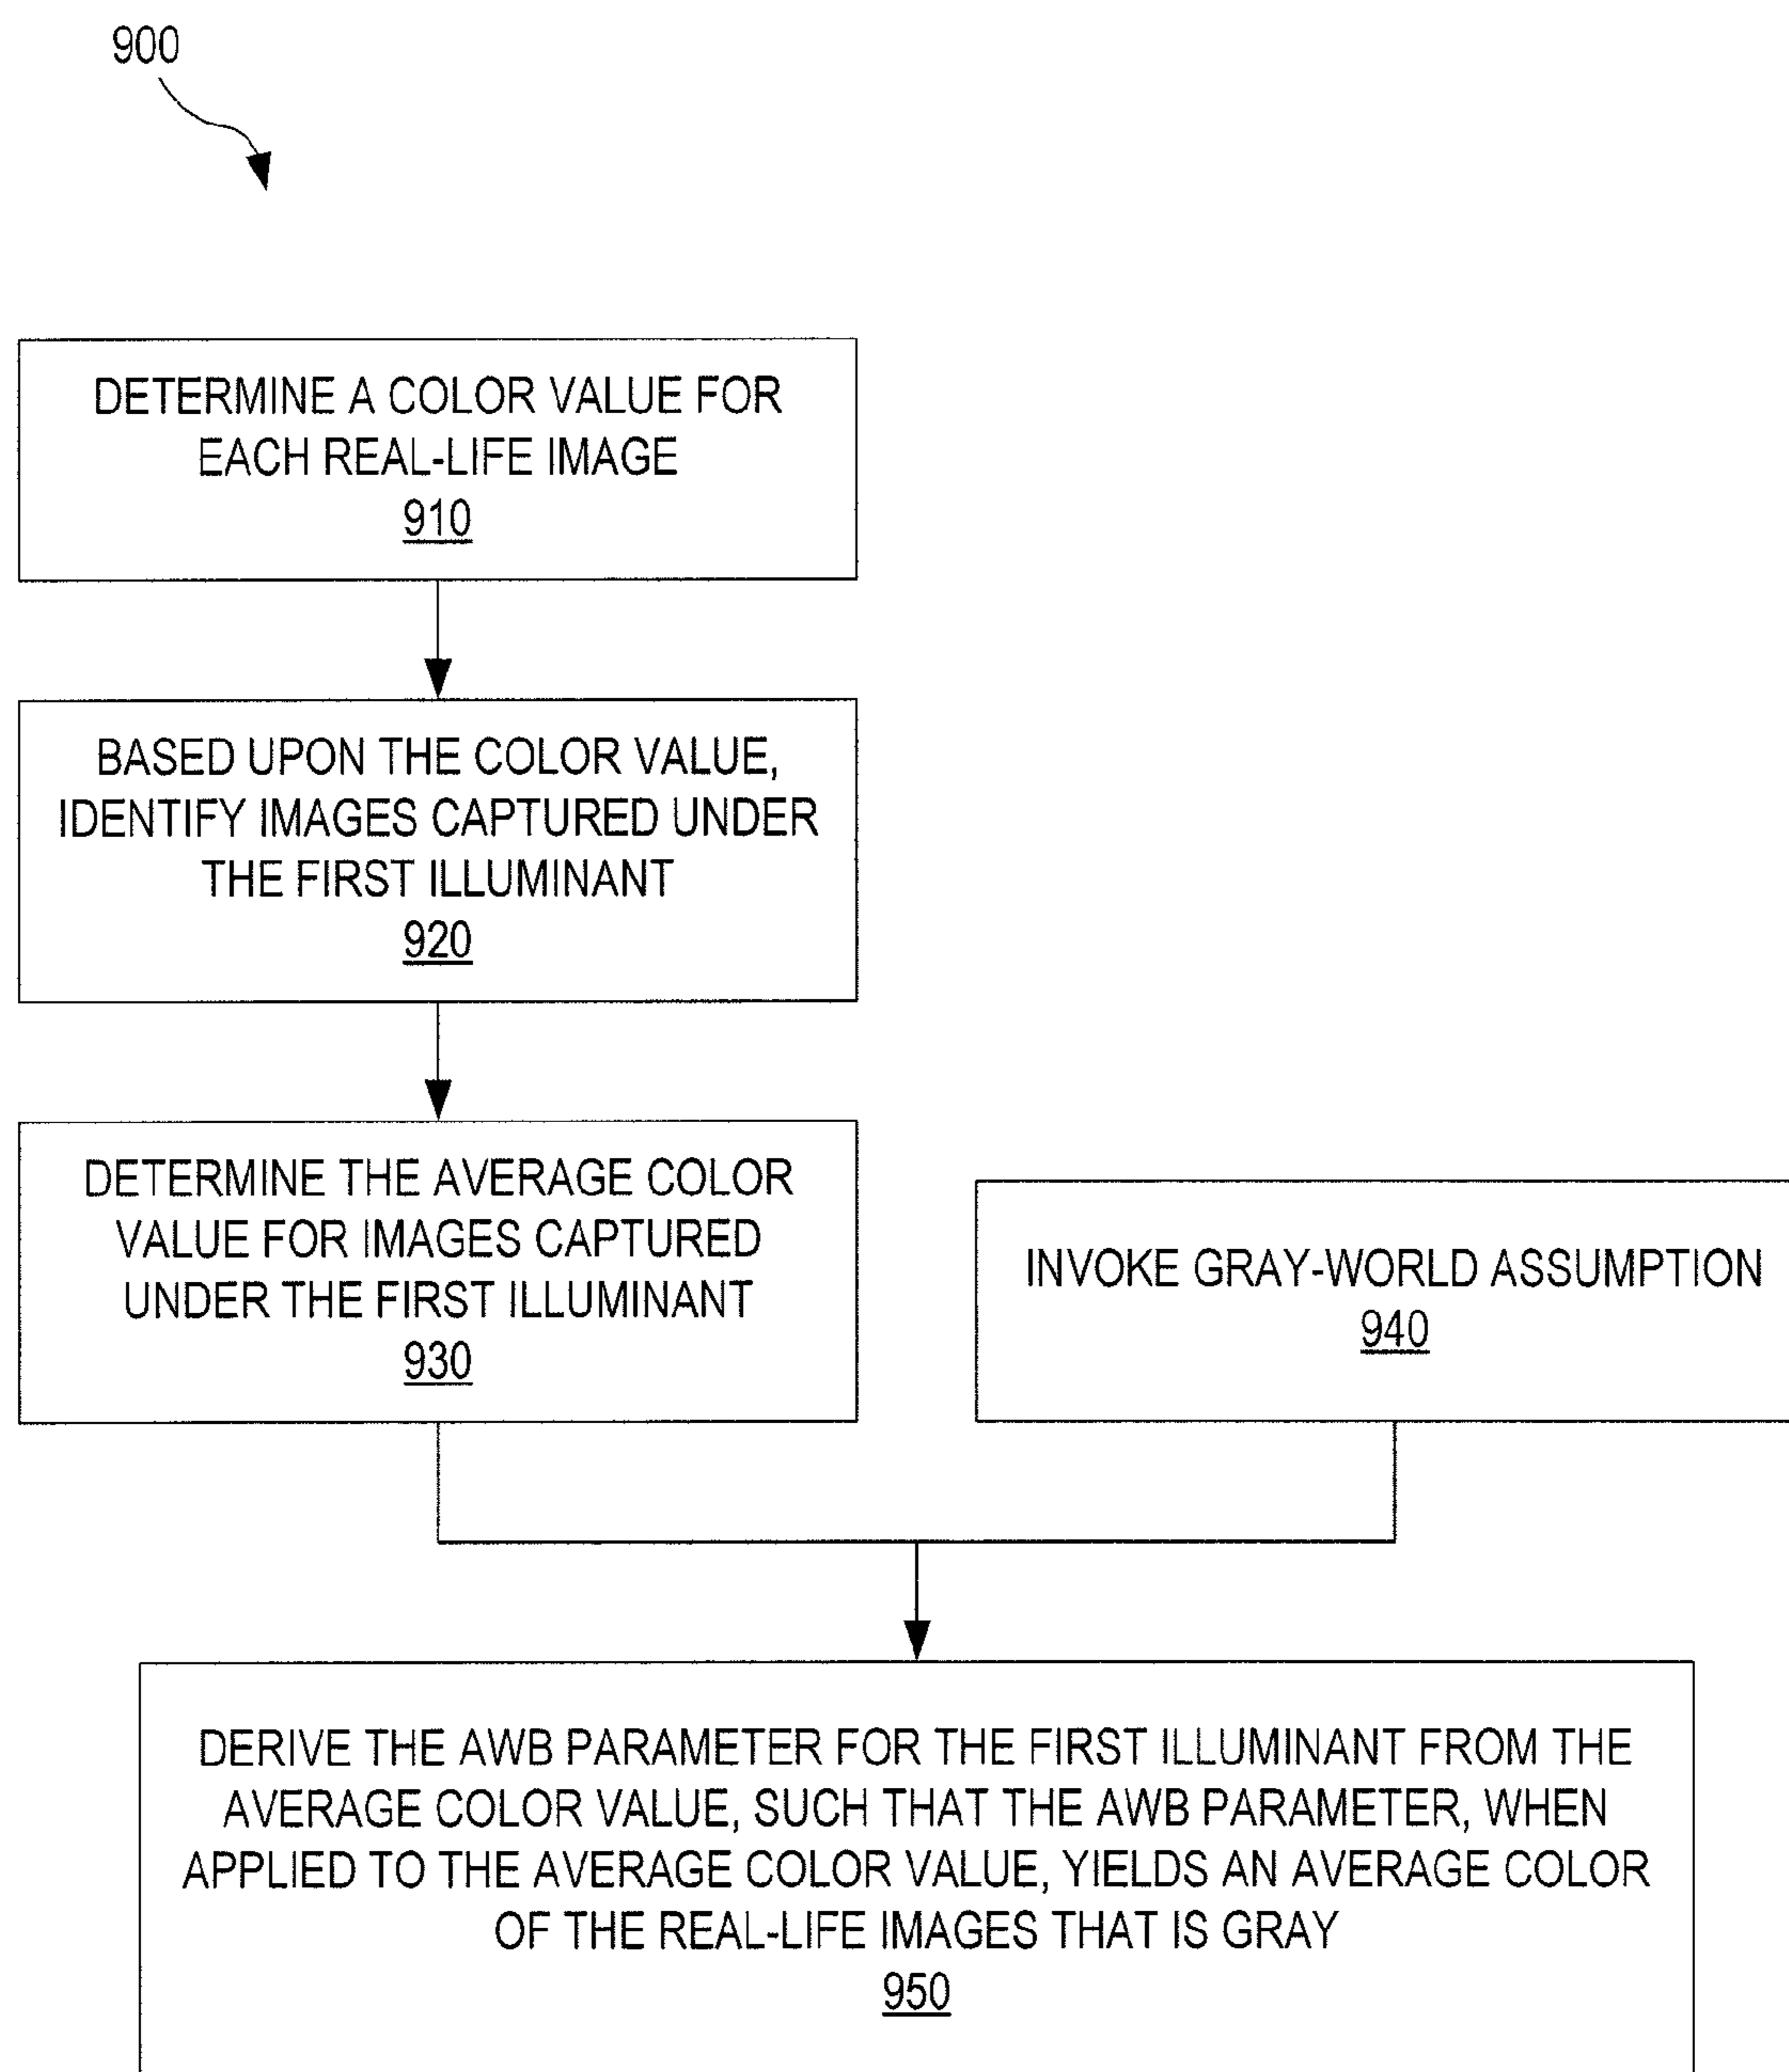 900
DETERMINE A COLOR VALUE FOR
EACH REAL-LIFE IMAGE
910
BASED UPON THE COLOR VALUE,
IDENTIFY IMAGES CAPTURED UNDER
THE FIRST ILLUMINANT
920
DETERMINE THE AVERAGE COLOR
VALUE FOR IMAGES CAPTURED
UNDER THE FIRST ILLUMINANT
930
INVOKE GRAY-WORLD ASSUMPTION
940
DERIVE THE AWB PARAMETER FOR THE FIRST ILLUMINANT FROM THE
AVERAGE COLOR VALUE, SUCH THAT THE AWB PARAMETER, WHEN
APPLIED TO THE AVERAGE COLOR VALUE, YIELDS AN AVERAGE COLOR
OF THE REAL-LIFE IMAGES THAT IS GRAY
950